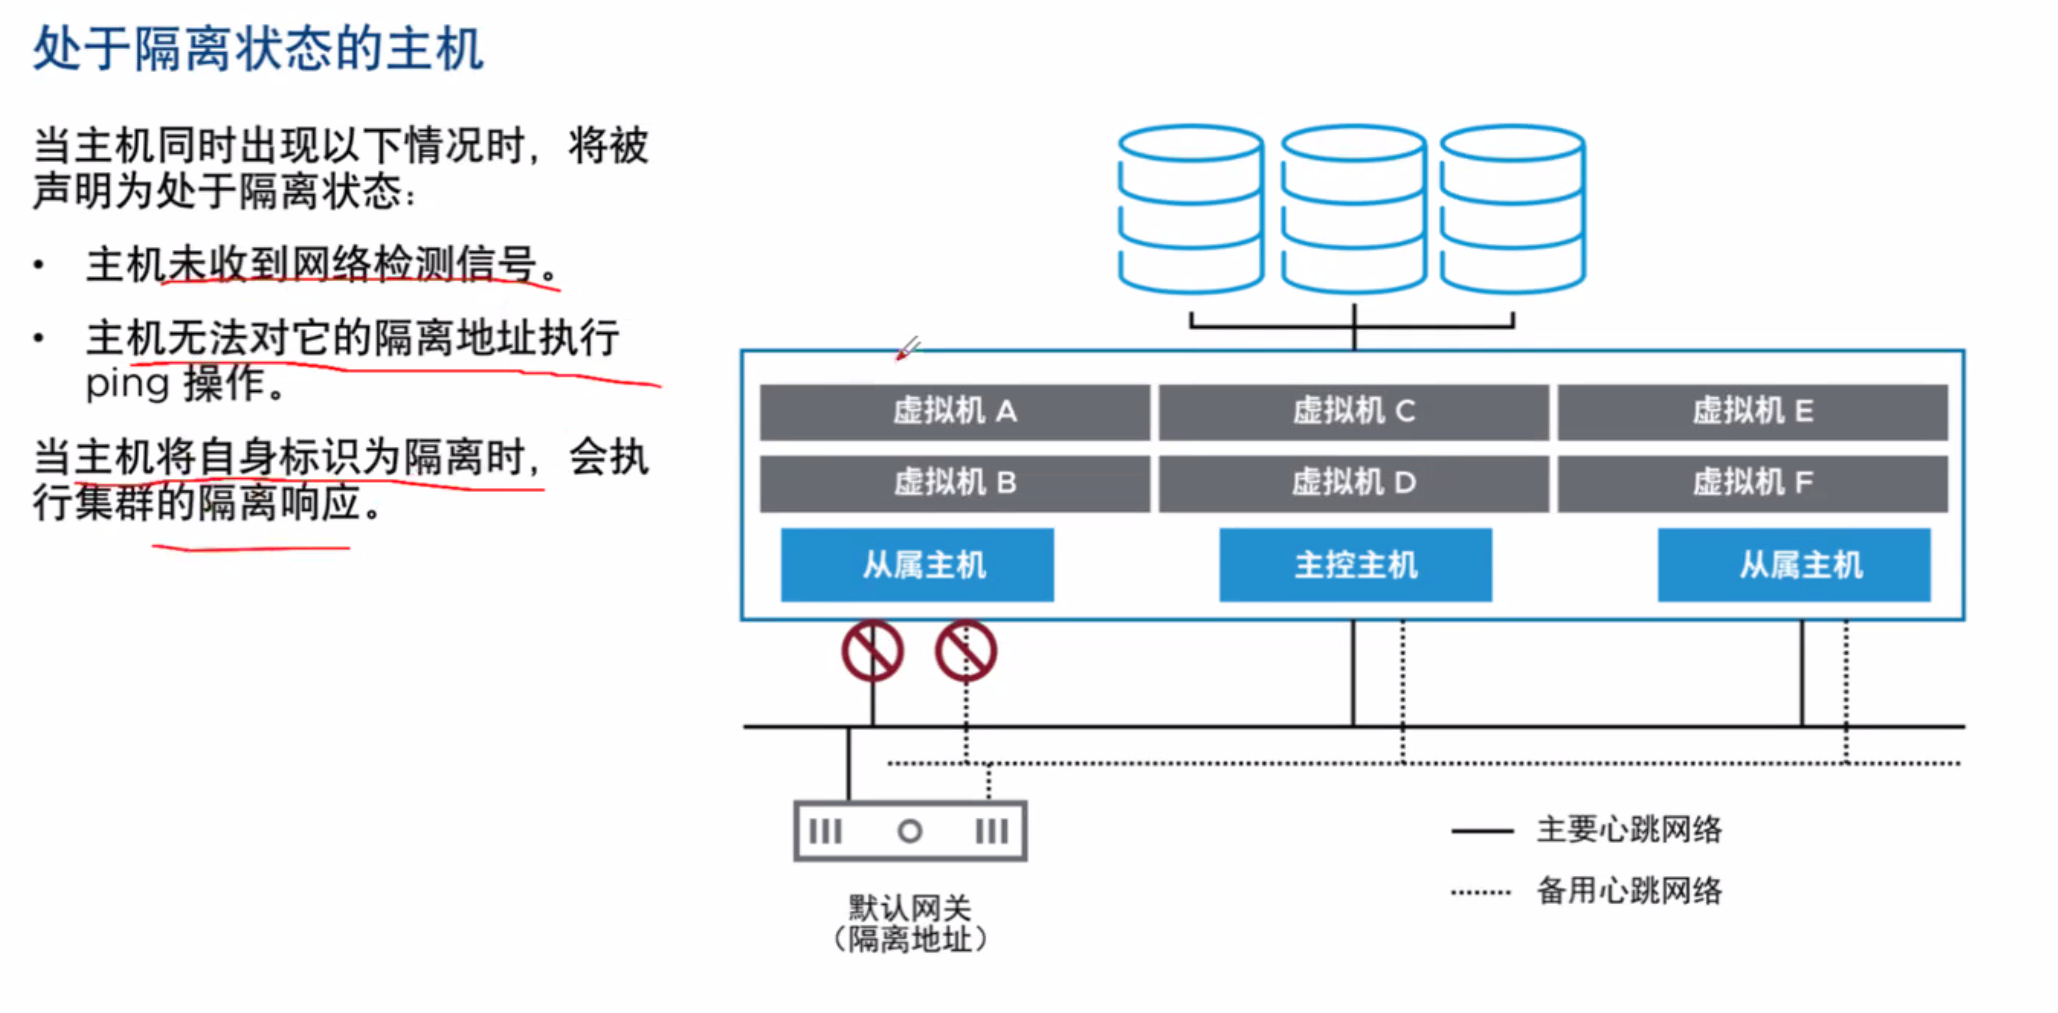 处于隔离状态的主机
当主机同时出现以下情况时，将被
声明为处于隔离状态：
• 主机未收到网络检测信号。
• 主机无法对它的隔离地址执行
ping 操作。
当主机将自身标识为隔离时，会执
行集群的隔离响应。
虚拟机 A
虚拟机 C
虚拟机 E
虚拟机 B
虚拟机 D
虚拟机 F
从属主机
主控主机
从属主机
主要心跳网络
备用心跳网络
默认网关
（隔离地址）